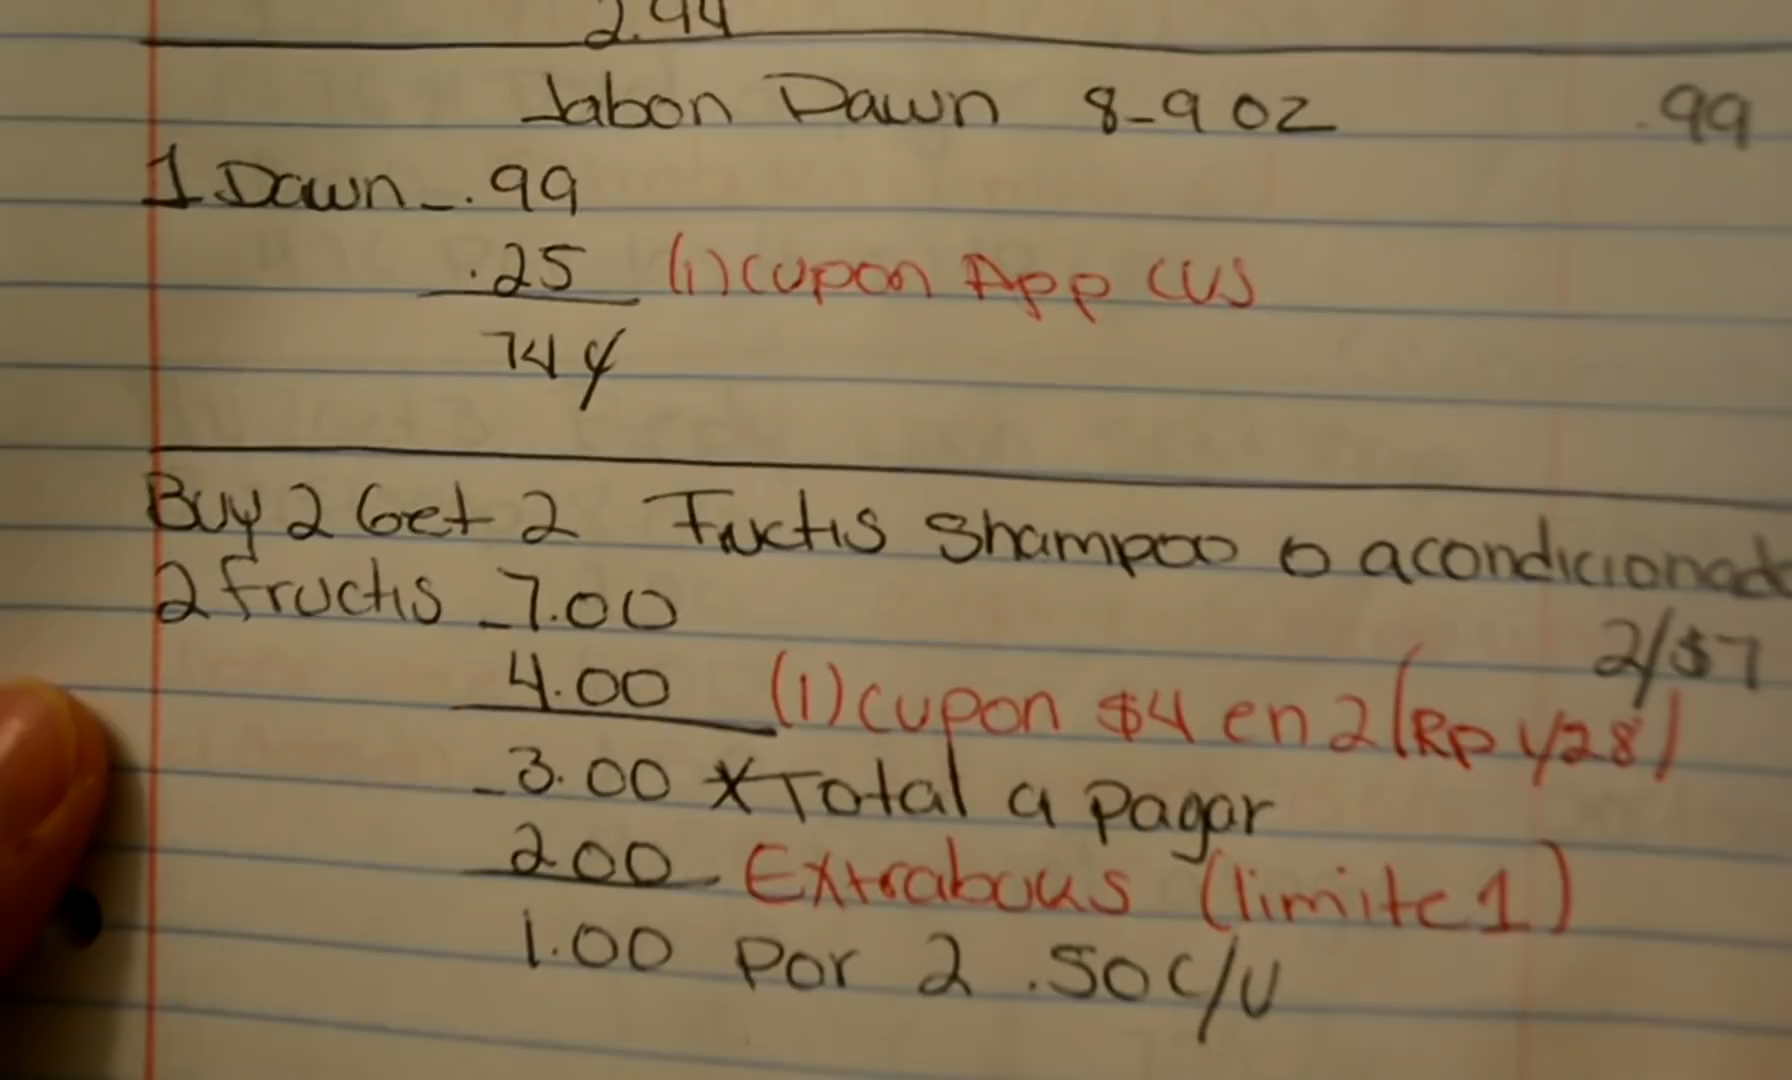 2.94
Jabon Dawn 8-9 oz .99
1 Dawn - .99
.25 (1) cupon App CVS
74 ¢
Buy 2 Get 2 Fructis Shampoo o acondicionado
2 fructis - 7.00
2/$7
4.00 (1) cupon $4 en 2 (Rp 1/28)
- 3.00 * Total a pagar
2.00 Extrabucks (limite 1)
1.00 Por 2 .50 c/u